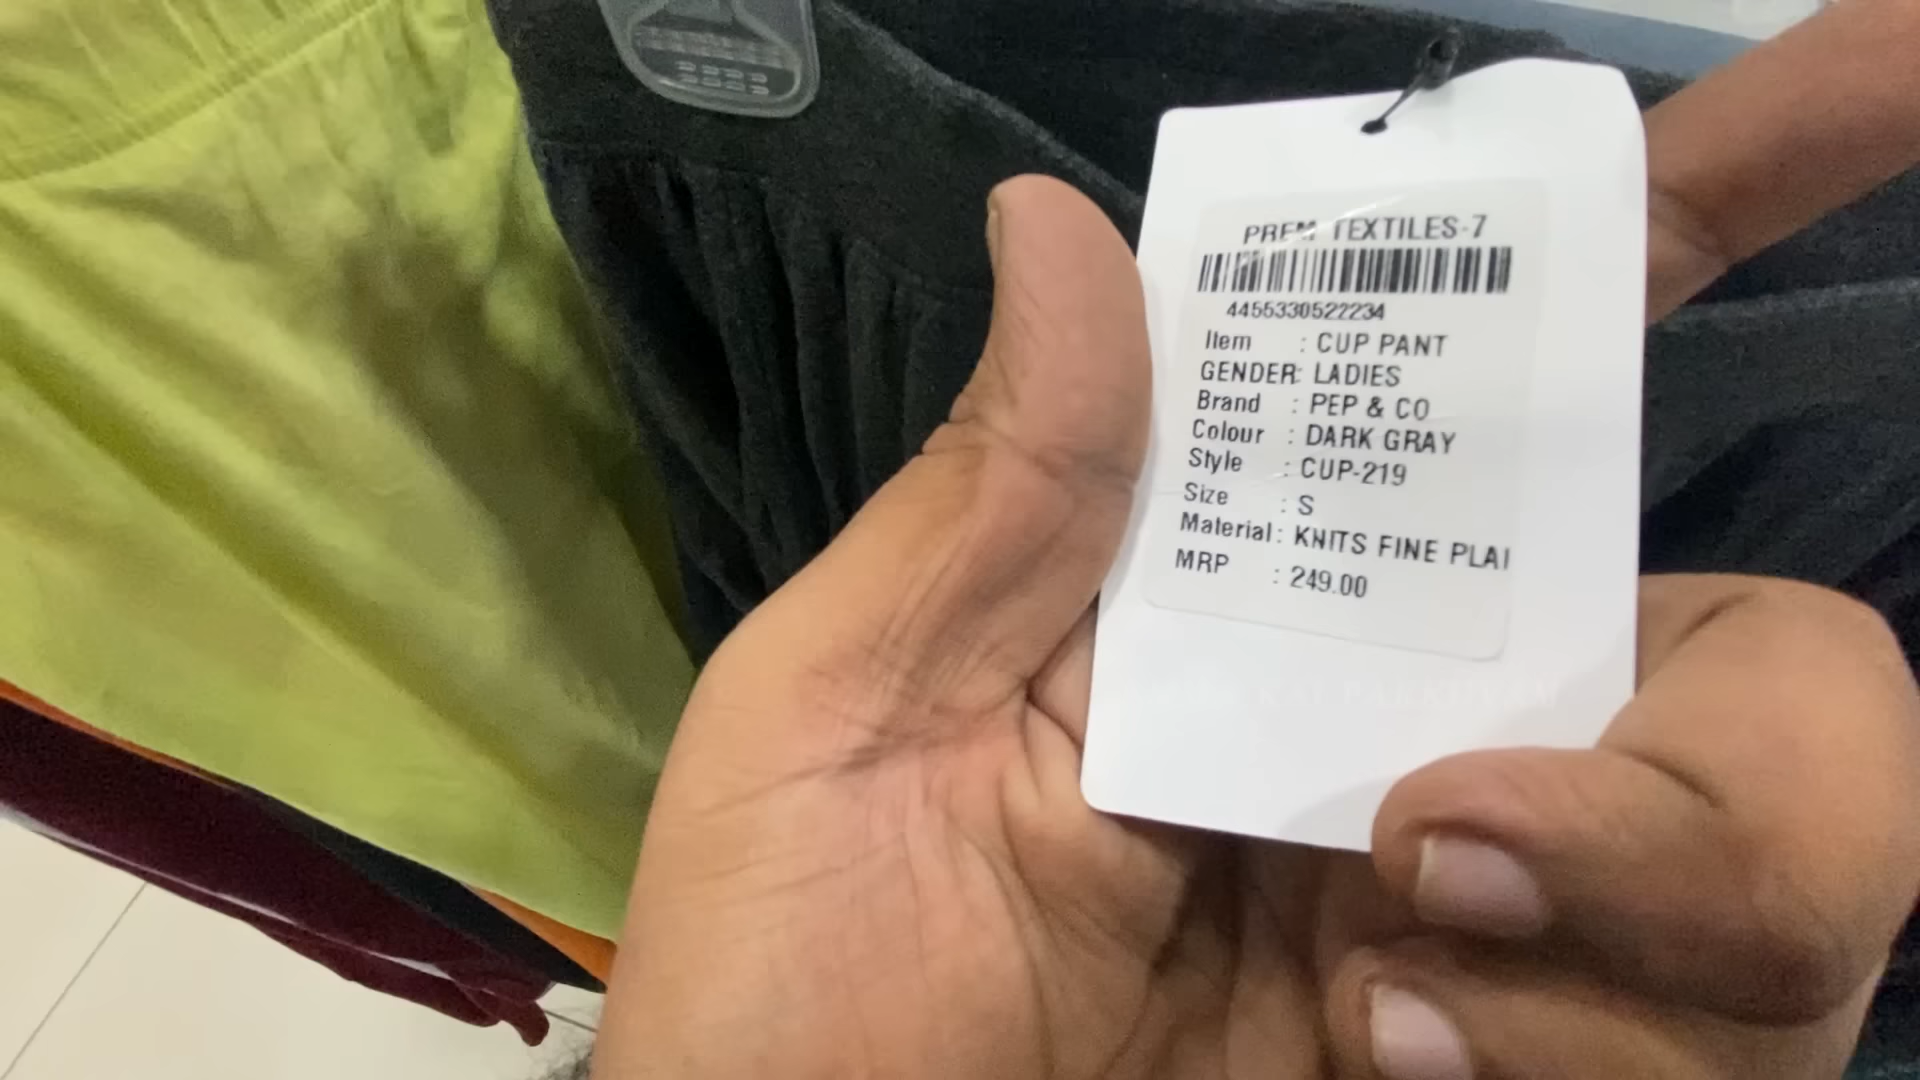 PREM TEXTILES-7
4455330522234
Item : CUP PANT
GENDER: LADIES
Brand : PEP & CO
Colour : DARK GRAY
Style : CUP-219
Size : S
Material : KNITS FINE PLAI
MRP : 249.00